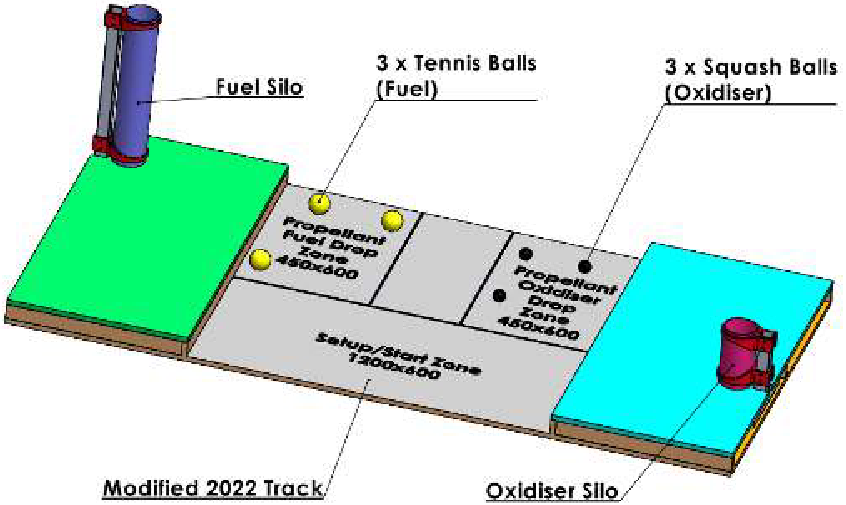 3 x Tennis Balls
(Fuel)
3 x Squash Balls
(Oxidiser)
Fuel Silo
Propellant
Fuel Drop
Zone
450x600
Propellant
Oxidiser
Drop
Zone
450x600
Setup/Start Zone
1200x600
Modified 2022 Track
Oxidiser Silo